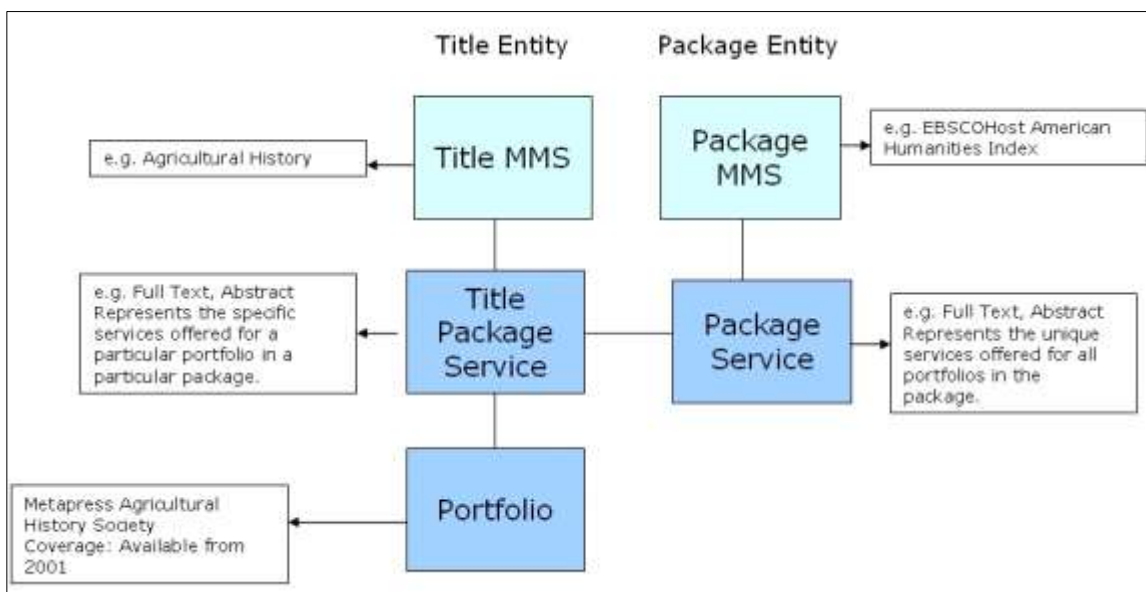 Title Entity
Package Entity
Title MMS
Package
MMS
e.g. Agricultural History
e.g. EBSCOHost American
Humanities Index
e.g. Full Text, Abstract
Represents the specific
services offered for a
particular portfolio in a
particular package.
Title
Package
Service
Package
Service
e.g. Full Text, Abstract
Represents the unique
services offered for all
portfolios in the
package.
Portfolio
Metapress Agricultural
History Society
Coverage: Available from
2001